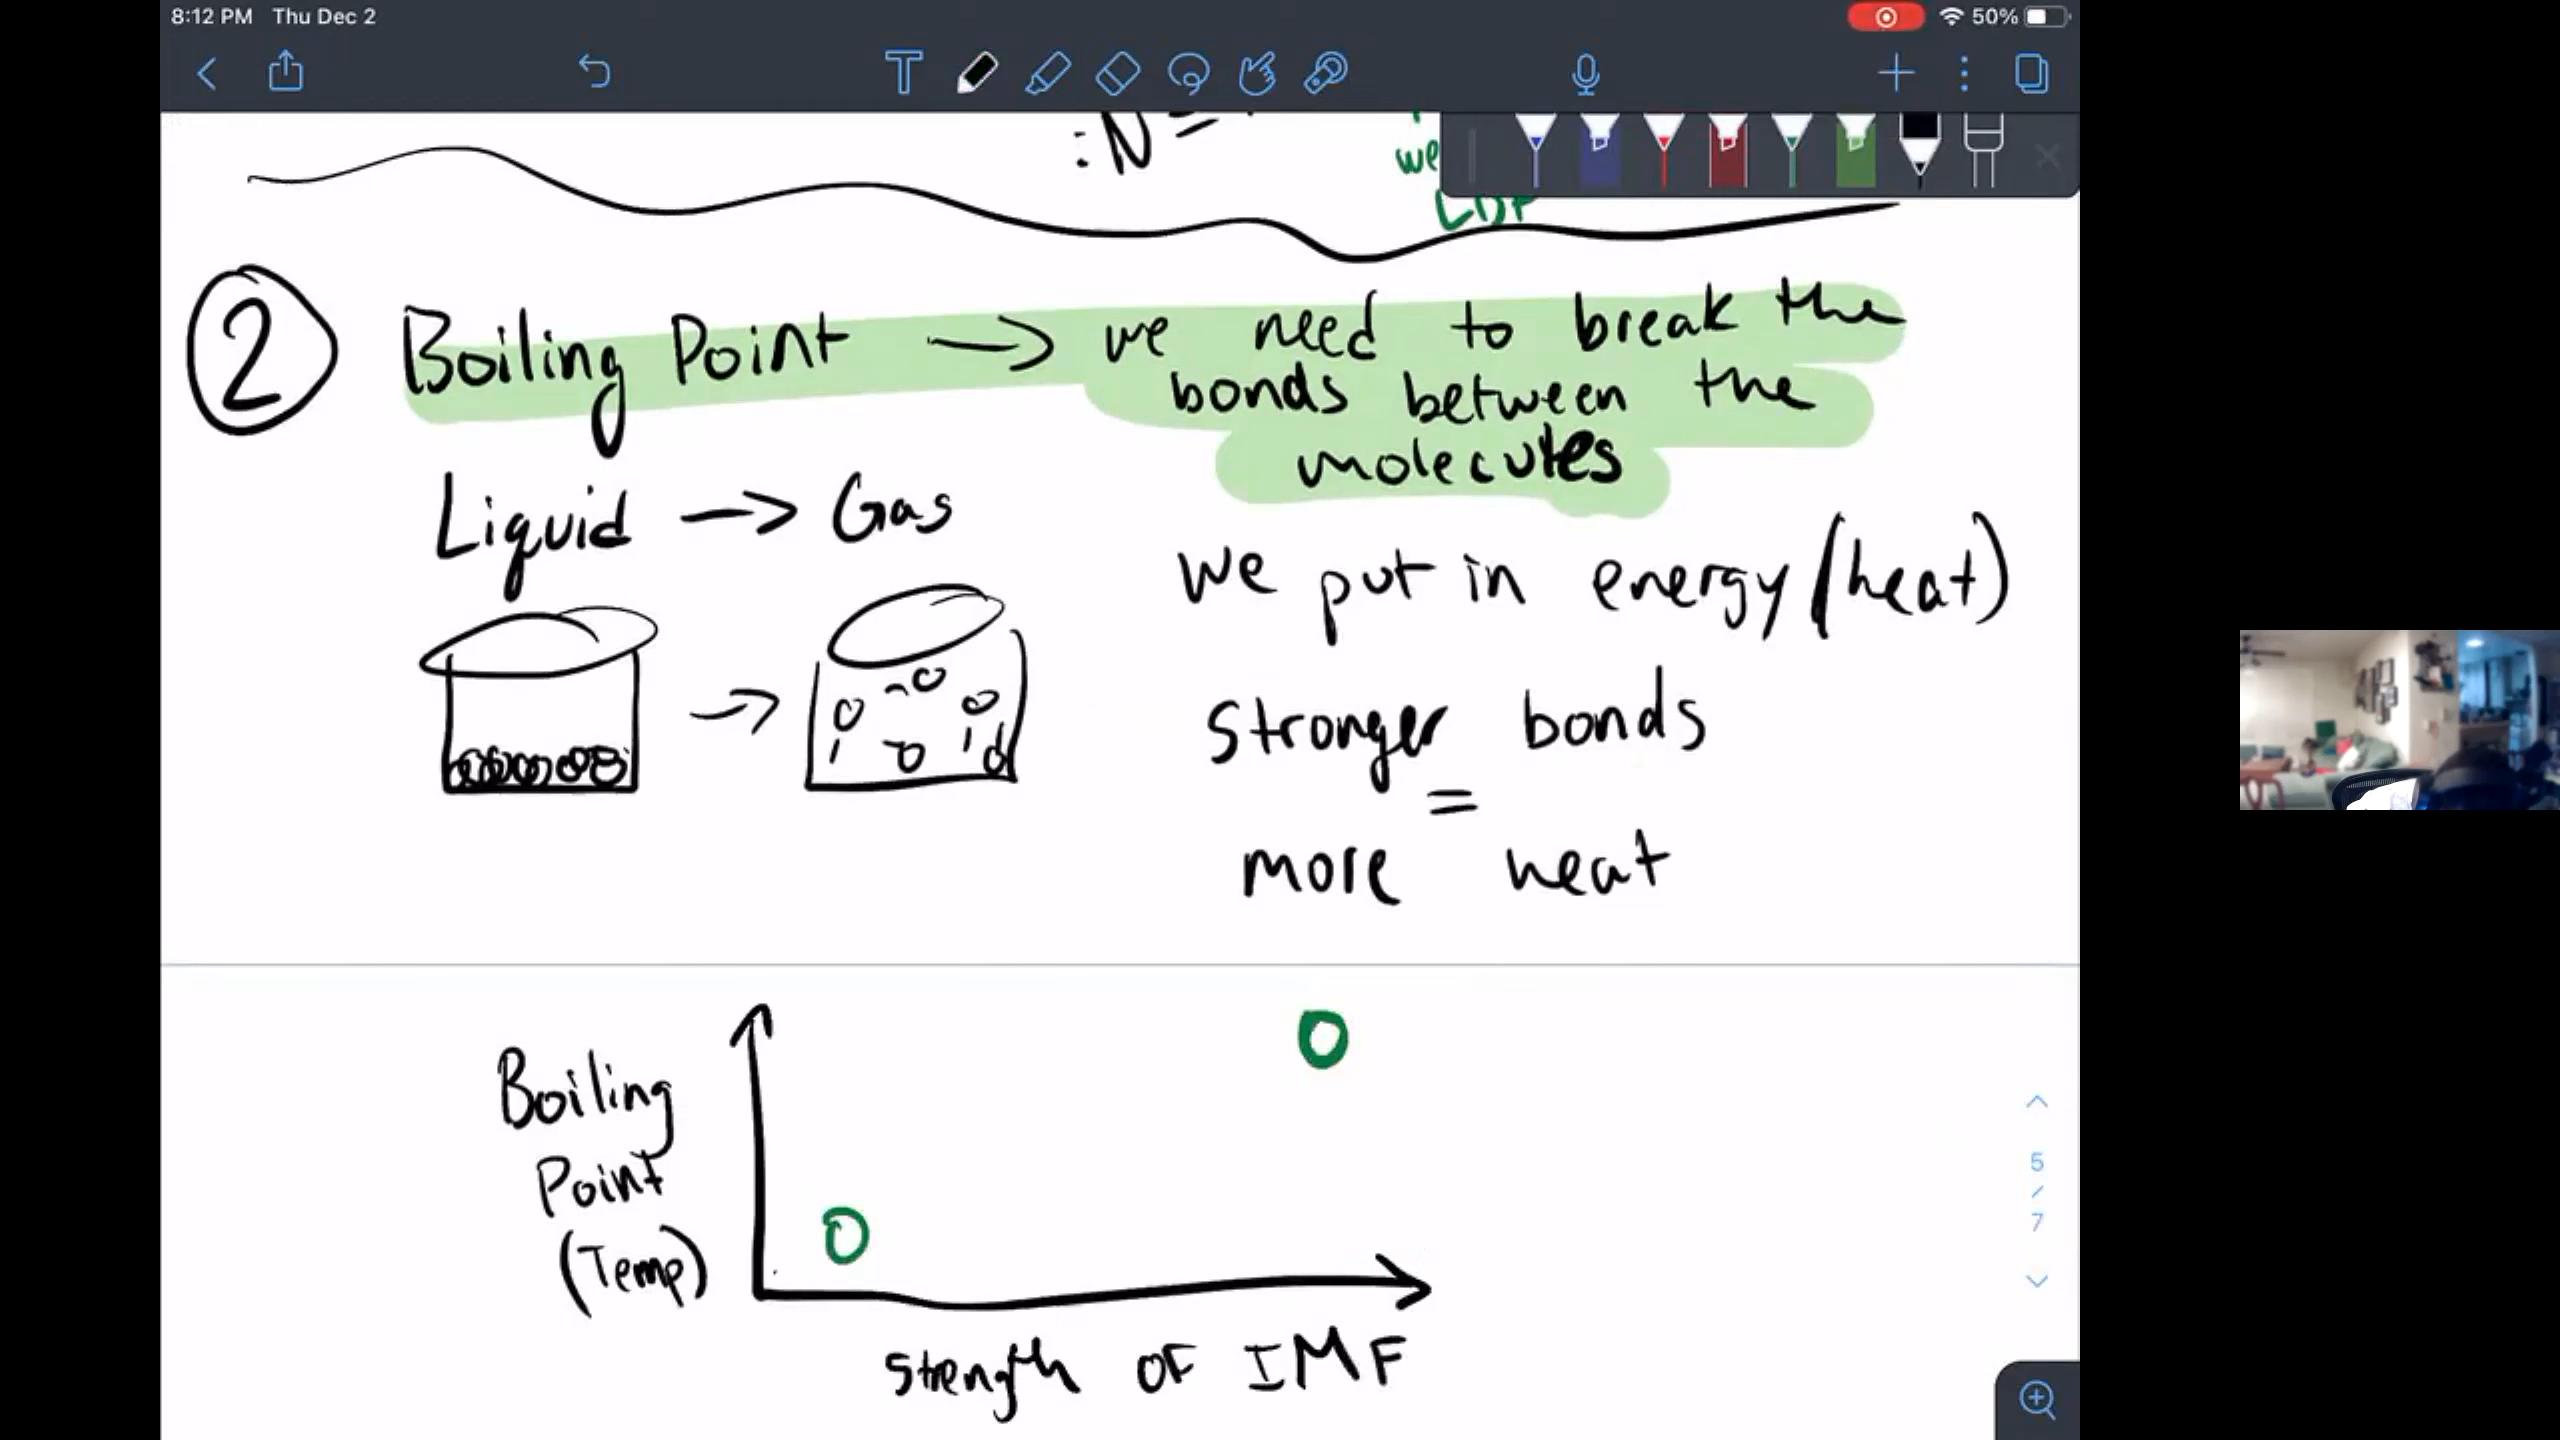 8:12 PM Thu Dec 2
50%
T
:N=
we
LDF
2
Boiling Point → we need to break the
bonds between the
molecules
Liquid → Gas
we put in energy (heat)
stronger bonds
=
more heat
Boiling
Point
(Temp)
strength of IMF
5
/
7